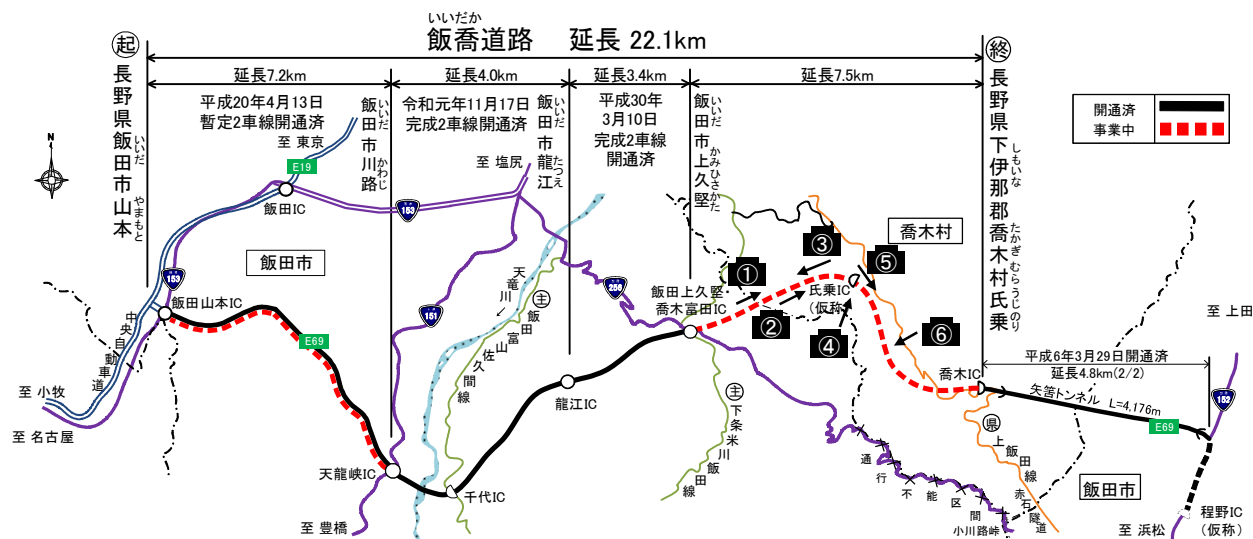 いいだか
飯喬道路 延長 22.1km
起
長野県飯田市山本
いいだ
やまもと
終
長野県下伊那郡喬木村氏乗
しもいな
たかぎ むらうじのり
延長7.2km
延長4.0km
延長3.4km
延長7.5km
平成20年4月13日
暫定2車線開通済
令和元年11月17日
完成2車線開通済
平成30年
3月10日
完成2車線
開通済
飯田市川路
いいだ
かわじ
飯田市龍江
いいだ
たつえ
飯田市上久堅
いいだ
かみひさかた
開通済
事業中
N
至 東京
E19
飯田IC
153
至 塩尻
153
飯田市
飯田山本IC
中央自動車道
E69
151
天竜川
主
飯田富山佐久間線
256
飯田上久堅
喬木富田IC
①
②
③
④
⑤
⑥
氏乗IC
(仮称)
喬木村
喬木IC
平成6年3月29日開通済
延長4.8km(2/2)
矢筈トンネル L=4,176m
E69
152
至 上田
至 小牧
至 名古屋
天龍峡IC
千代IC
龍江IC
至 豊橋
主
下条米川飯田線
通行不能区間
小川路峠
県
上飯田線
赤石隧道
飯田市
至 浜松
程野IC
(仮称)